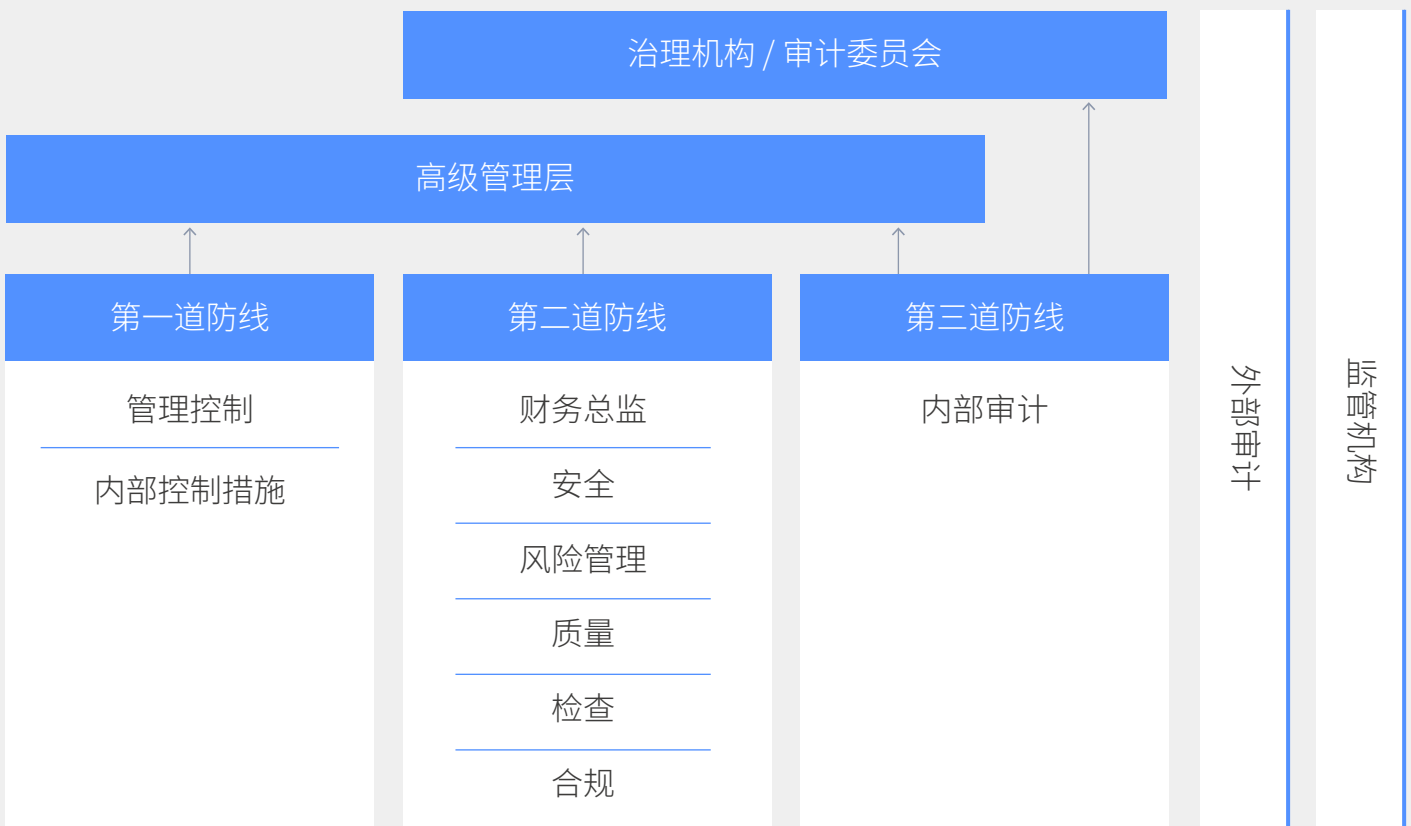 治理机构 / 审计委员会
高级管理层
第一道防线
管理控制
内部控制措施
第二道防线
财务总监
安全
风险管理
质量
检查
合规
第三道防线
内部审计
外部审计
监管机构